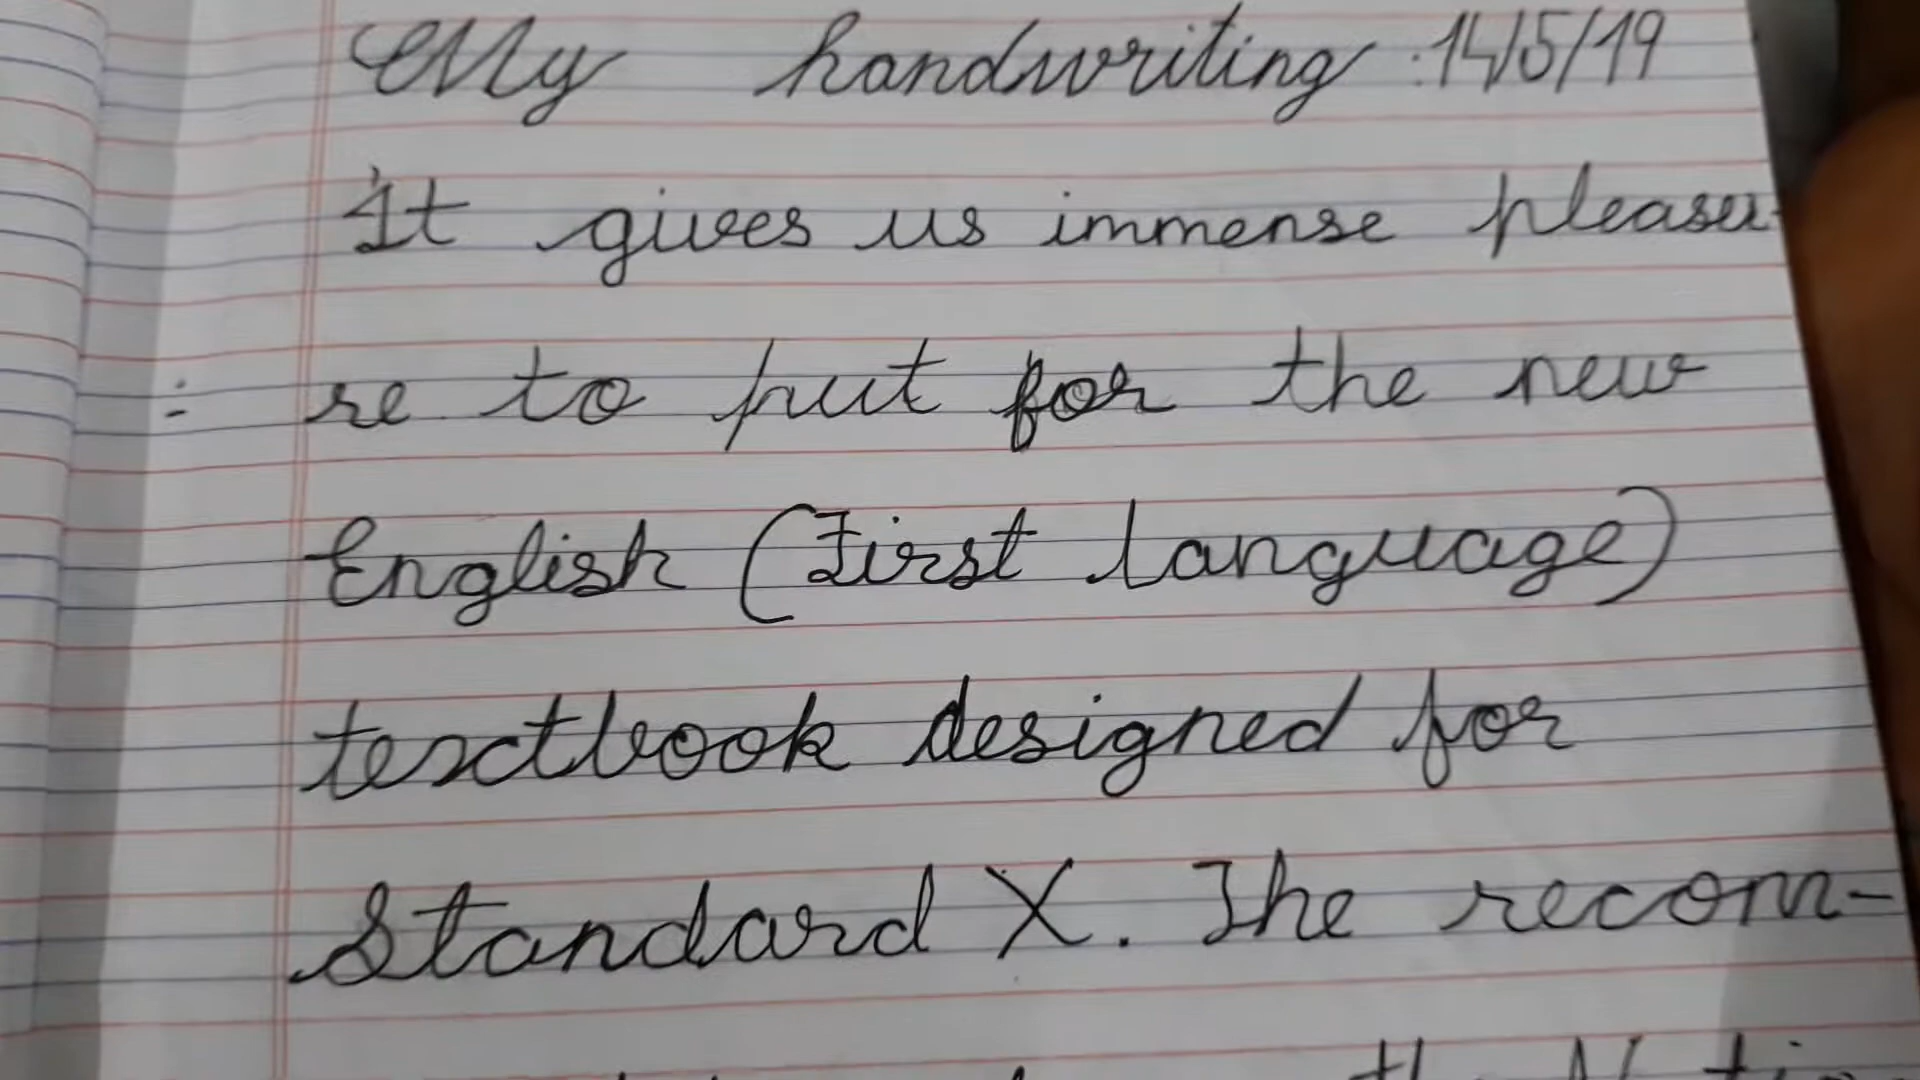 My handwriting : 14/5/19
It gives us immense pleasu-
re to put for the new
English (First Language)
textbook designed for
Standard X. The recom-